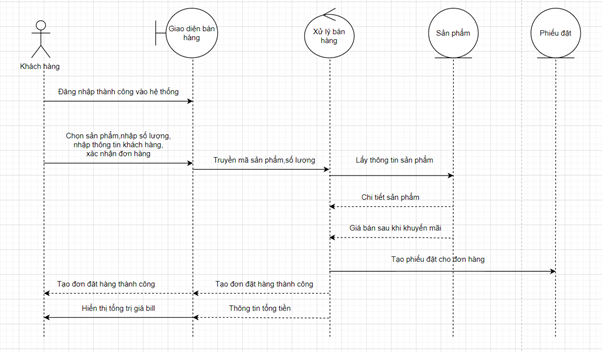 Giao diện bán
hàng
Xử lý bán
hàng
Sản phẩm
Phiếu đặt
Khách hàng
Đăng nhập thành công vào hệ thống
Chọn sản phẩm,nhập số lượng,
nhập thông tin khách hàng,
xác nhận đơn hàng
Truyền mã sản phẩm,số lượng
Lấy thông tin sản phẩm
Chi tiết sản phẩm
Giá bán sau khi khuyến mãi
Tạo phiếu đặt cho đơn hàng
Tạo đơn đăt hàng thành công
Tạo đơn đặt hàng thành công
Hiển thị tổng trị giá bill
Thông tin tổng tiền